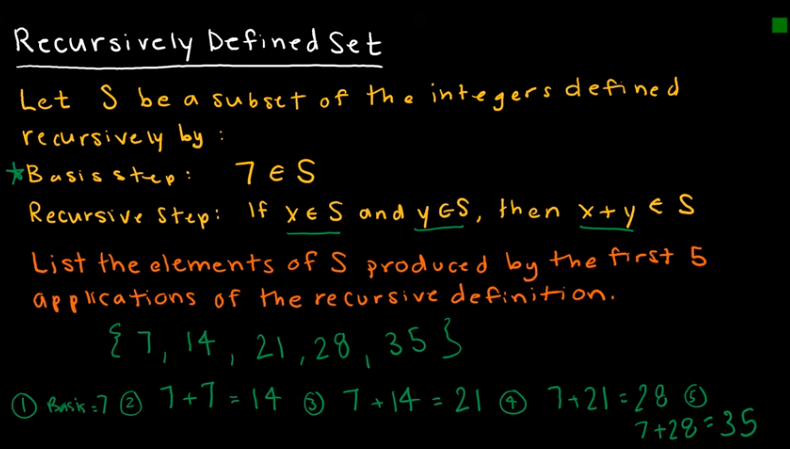 Recursively Defined Set
Let S be a subset of the integers defined
recursively by:
*Basis step: 7 ∈ S
Recursive Step: If x ∈ S and y ∈ S, then x+y ∈ S
List the elements of S produced by the first 5
applications of the recursive definition.
{7, 14, 21, 28, 35}
① Basis=7 ② 7+7=14 ③ 7+14=21 ④ 7+21=28 ⑤
7+28=35